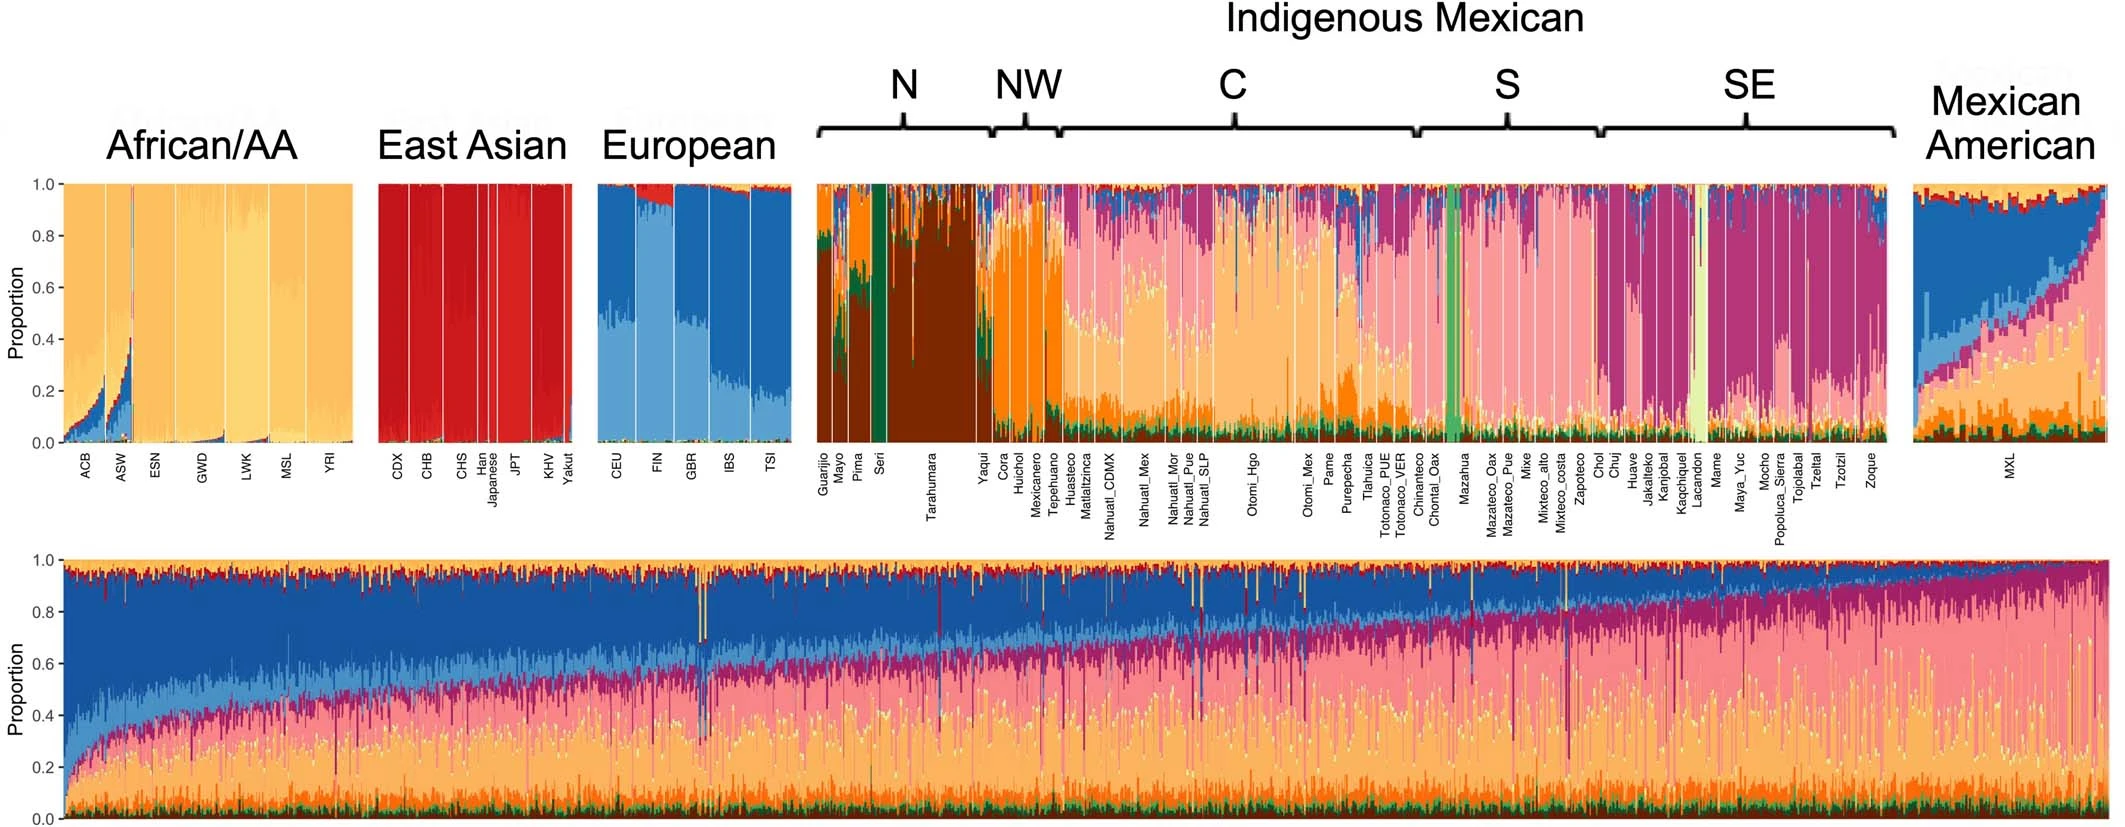 Indigenous Mexican
N NW C S SE
African/AA East Asian European Mexican American
Proportion
1.0
0.8
0.6
0.4
0.2
0.0
ACB ASW ESN GWD LWK MSL YRI
CDX CHB CHS Han Japanese JPT KHV Yakut
CEU FIN GBR IBS TSI
Guarijio Mayo Pima Seri Tarahumara Yaqui Cora Huichol Mexicanero Tepehuano Huasteco Matlaltzinca Nahuatl_CDMX Nahuatl_Mex Nahuatl_Mor Nahuatl_Pue Nahuatl_SLP Otomi_Hgo Otomi_Mex Pame Purepecha Tlahuica Totonaco_PUE Totonaco_VER Chinanteco Chontal_Oax Mazahua Mazateco_Oax Mazateco_Pue Mixe Mixteco_alto Mixteco_costa Zapoteco Chol Chuj Huave Jakalteko Kanjobal Kaqchiquel Lacandon Mame Maya_Yuc Mocho Popoluca_Sierra Tojolabal Tzeltal Tzotzil Zoque
MXL
Proportion
1.0
0.8
0.6
0.4
0.2
0.0